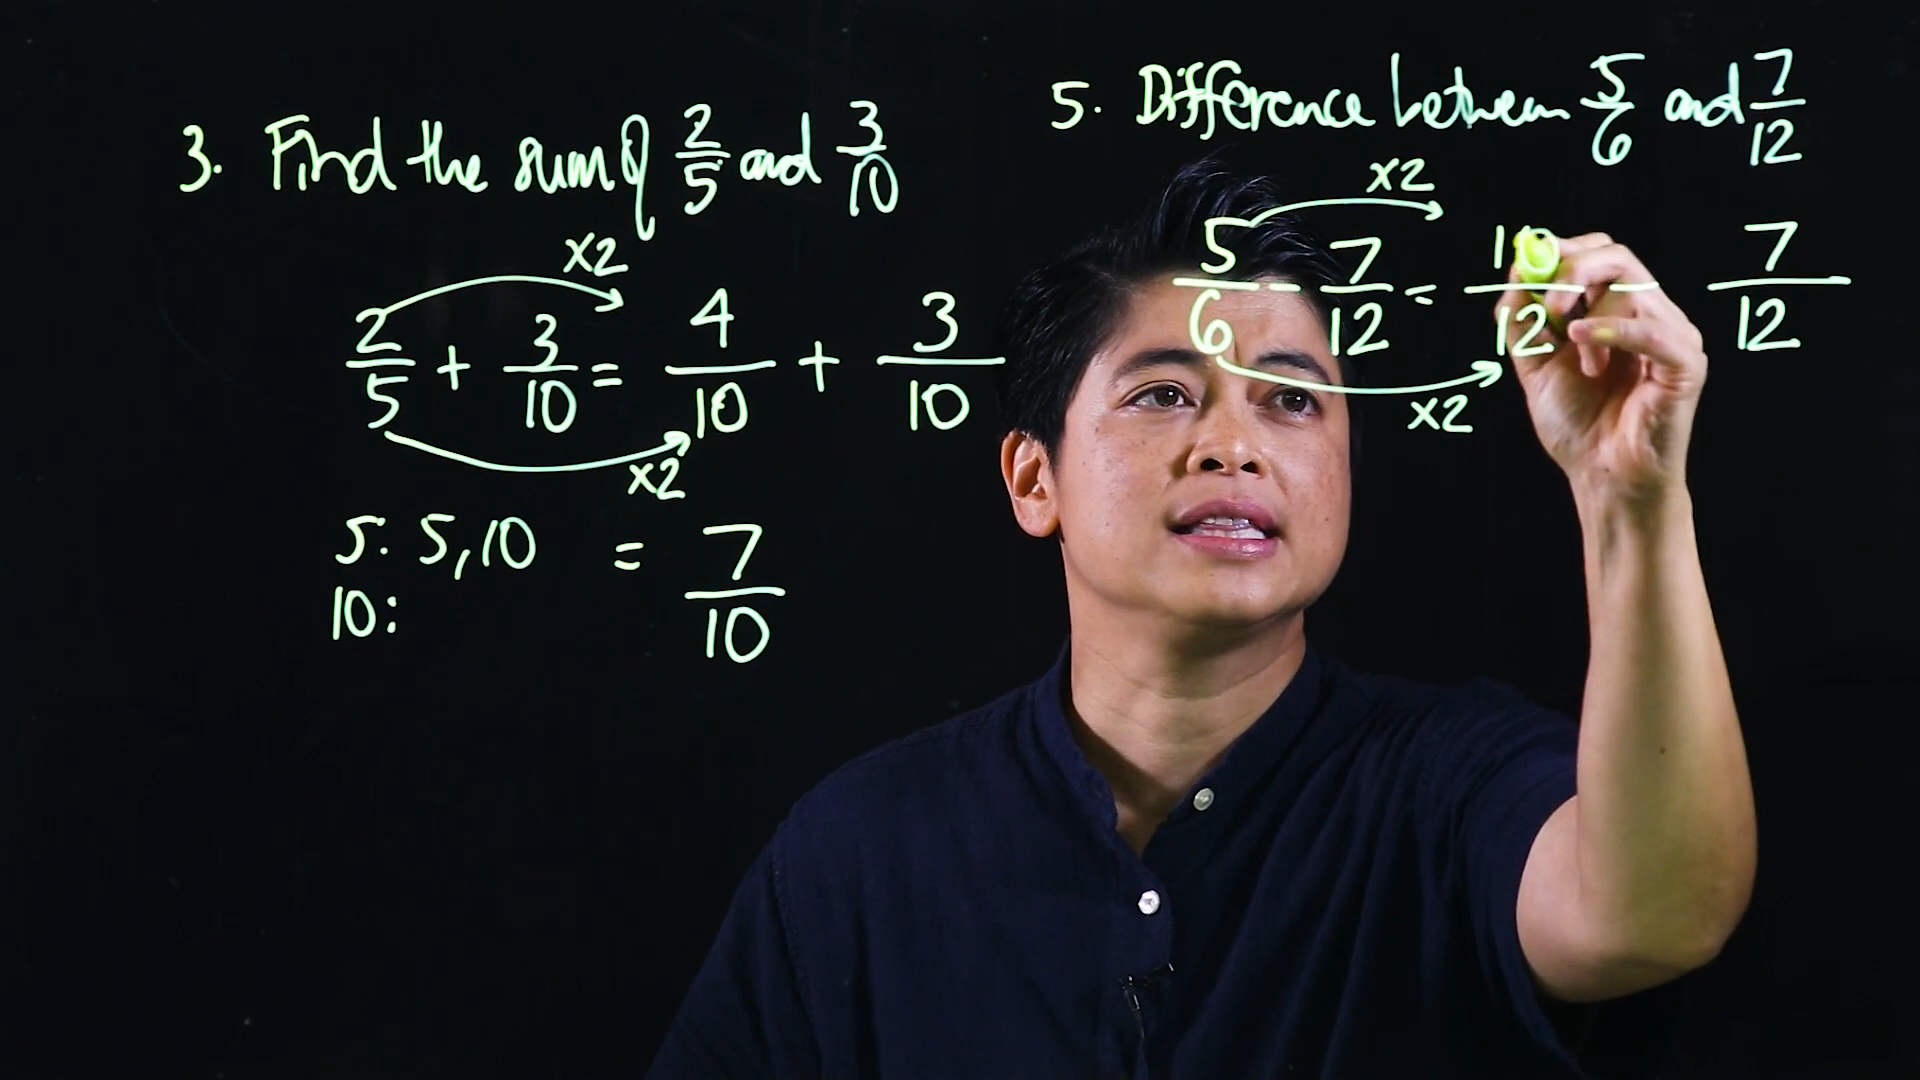 3. Find the sum of 2/5 and 3/10
x2
2/5 + 3/10 = 4/10 + 3/10
x2
5: 5,10
10:
= 7/10
5. Difference between 5/6 and 7/12
x2
5/6 - 7/12 = 10/12 - 7/12
x2